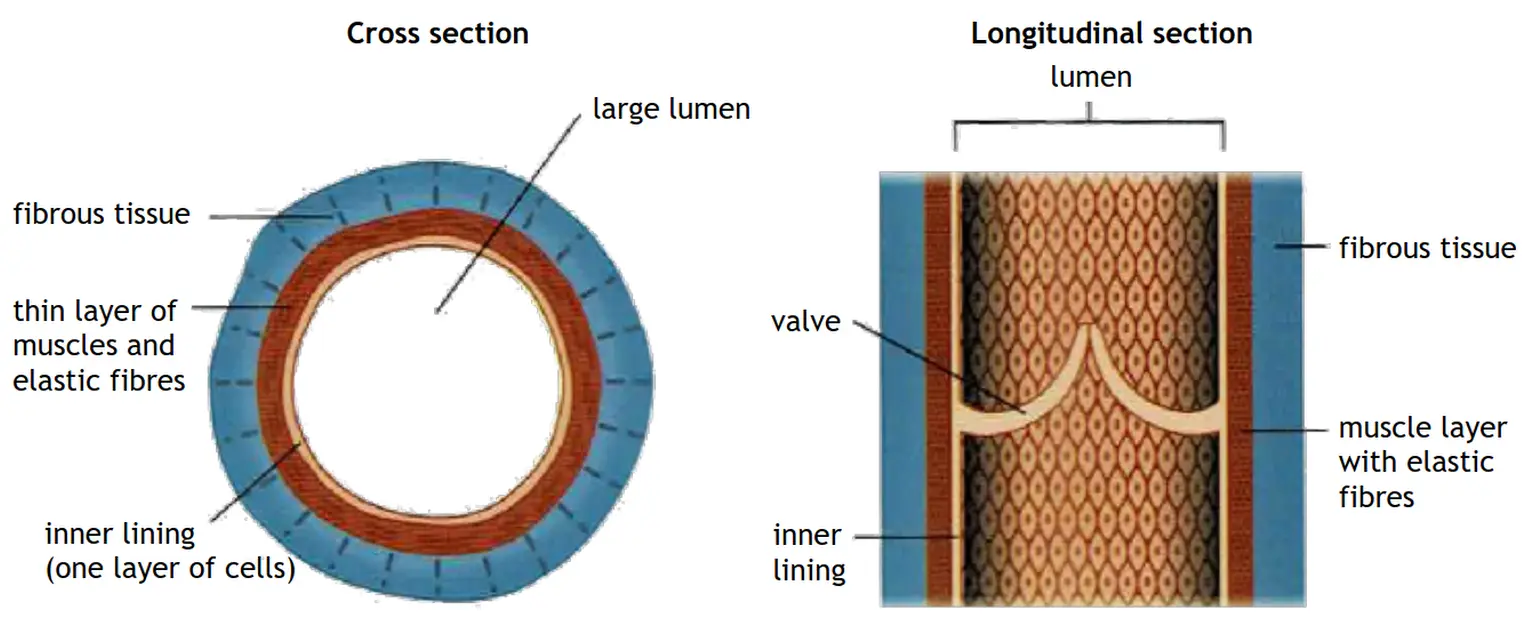 Cross section
large lumen
fibrous tissue
thin layer of
muscles and
elastic fibres
inner lining
(one layer of cells)
Longitudinal section
lumen
valve
fibrous tissue
muscle layer
with elastic
fibres
inner
lining